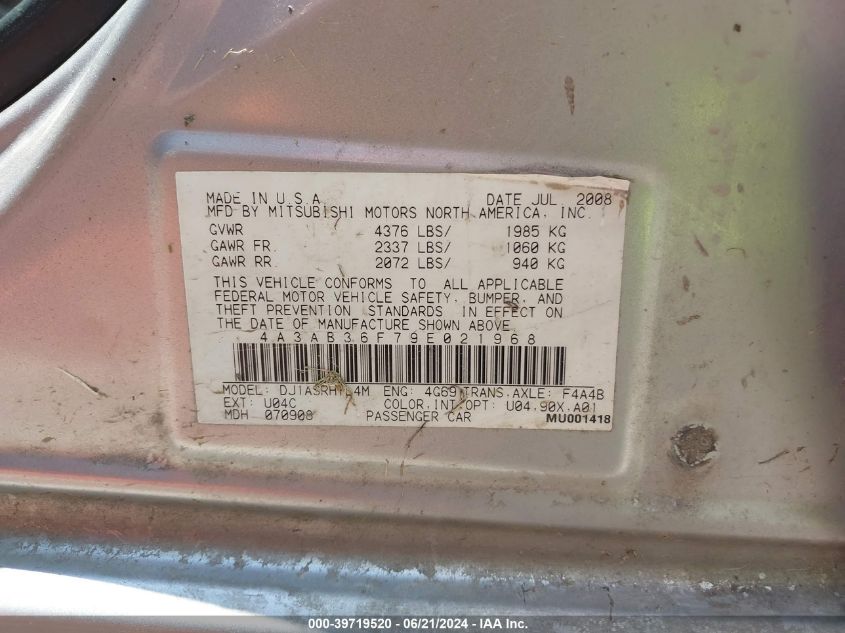 MADE IN U.S.A. DATE JUL 2008
MFD BY MITSUBISHI MOTORS NORTH AMERICA, INC.
GVWR 4376 LBS/ 1985 KG
GAWR FR. 2337 LBS/ 1060 KG
GAWR RR. 2072 LBS/ 940 KG
THIS VEHICLE CONFORMS TO ALL APPLICABLE
FEDERAL MOTOR VEHICLE SAFETY, BUMPER, AND
THEFT PREVENTION STANDARDS IN EFFECT ON
THE DATE OF MANUFACTURE SHOWN ABOVE.
4A3AB36F79E021968
MODEL: ENG: 4G69 TRANS.AXLE: F4A4B
EXT: U04C COLOR.INT/OPT: U04.90X.A01
MDH 070908 PASSENGER CAR MU001418
000-39719520 - 06/21/2024 - IAA Inc.